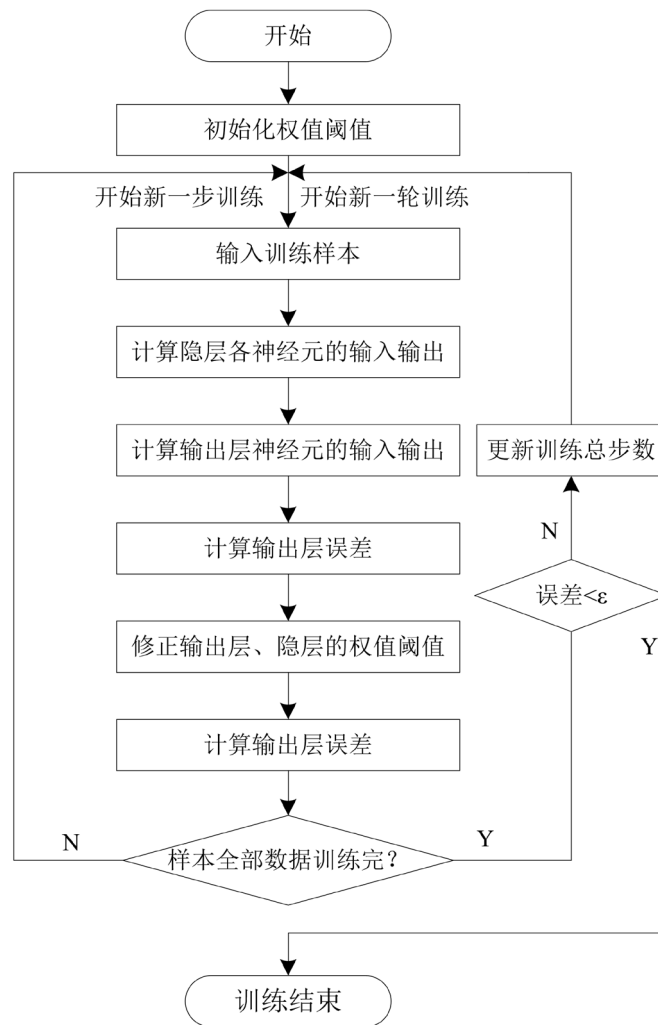 开始
初始化权值阈值
开始新一步训练
开始新一轮训练
输入训练样本
计算隐层各神经元的输入输出
计算输出层神经元的输入输出
更新训练总步数
计算输出层误差
N
误差<ε
修正输出层、隐层的权值阈值
Y
计算输出层误差
N
样本全部数据训练完？
Y
训练结束